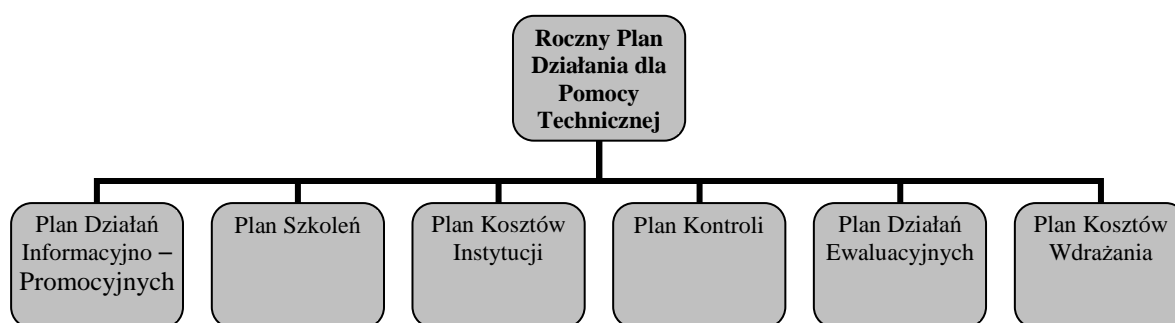 Roczny Plan
Działania dla
Pomocy
Technicznej
Plan Działań
Informacyjno –
Promocyjnych
Plan Szkoleń
Plan Kosztów
Instytucji
Plan Kontroli
Plan Działań
Ewaluacyjnych
Plan Kosztów
Wdrażania